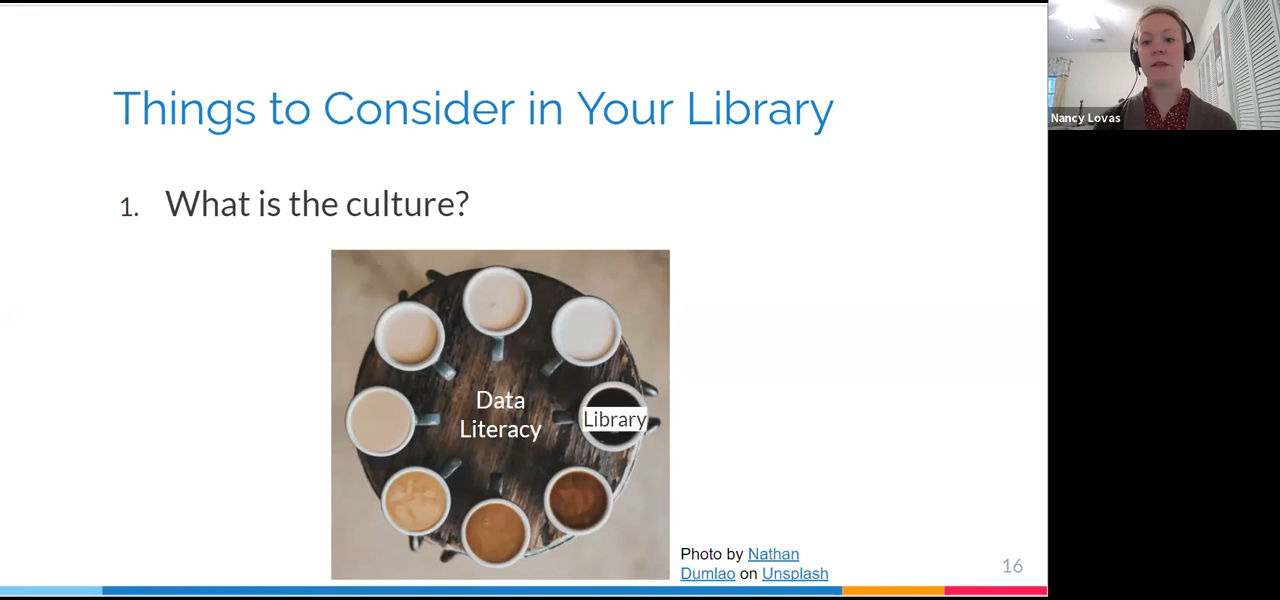 Things to Consider in Your Library
Nancy Lovas
1. What is the culture?
Data
Literacy
Library
Photo by Nathan
Dumlao on Unsplash
16